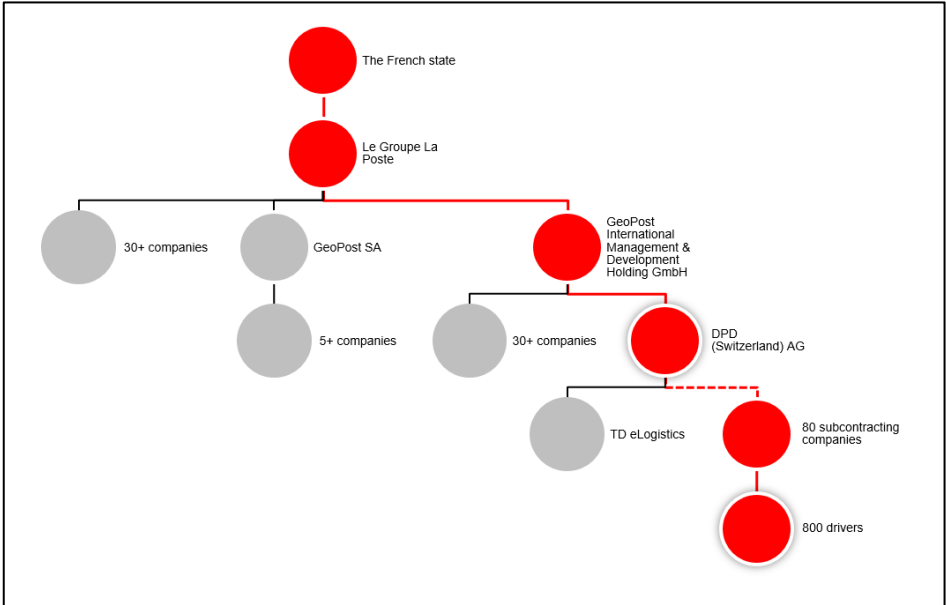 The French state
Le Groupe La
Poste
30+ companies
GeoPost SA
GeoPost
International
Management &
Development
Holding GmbH
5+ companies
30+ companies
DPD
(Switzerland) AG
TD eLogistics
80 subcontracting
companies
800 drivers